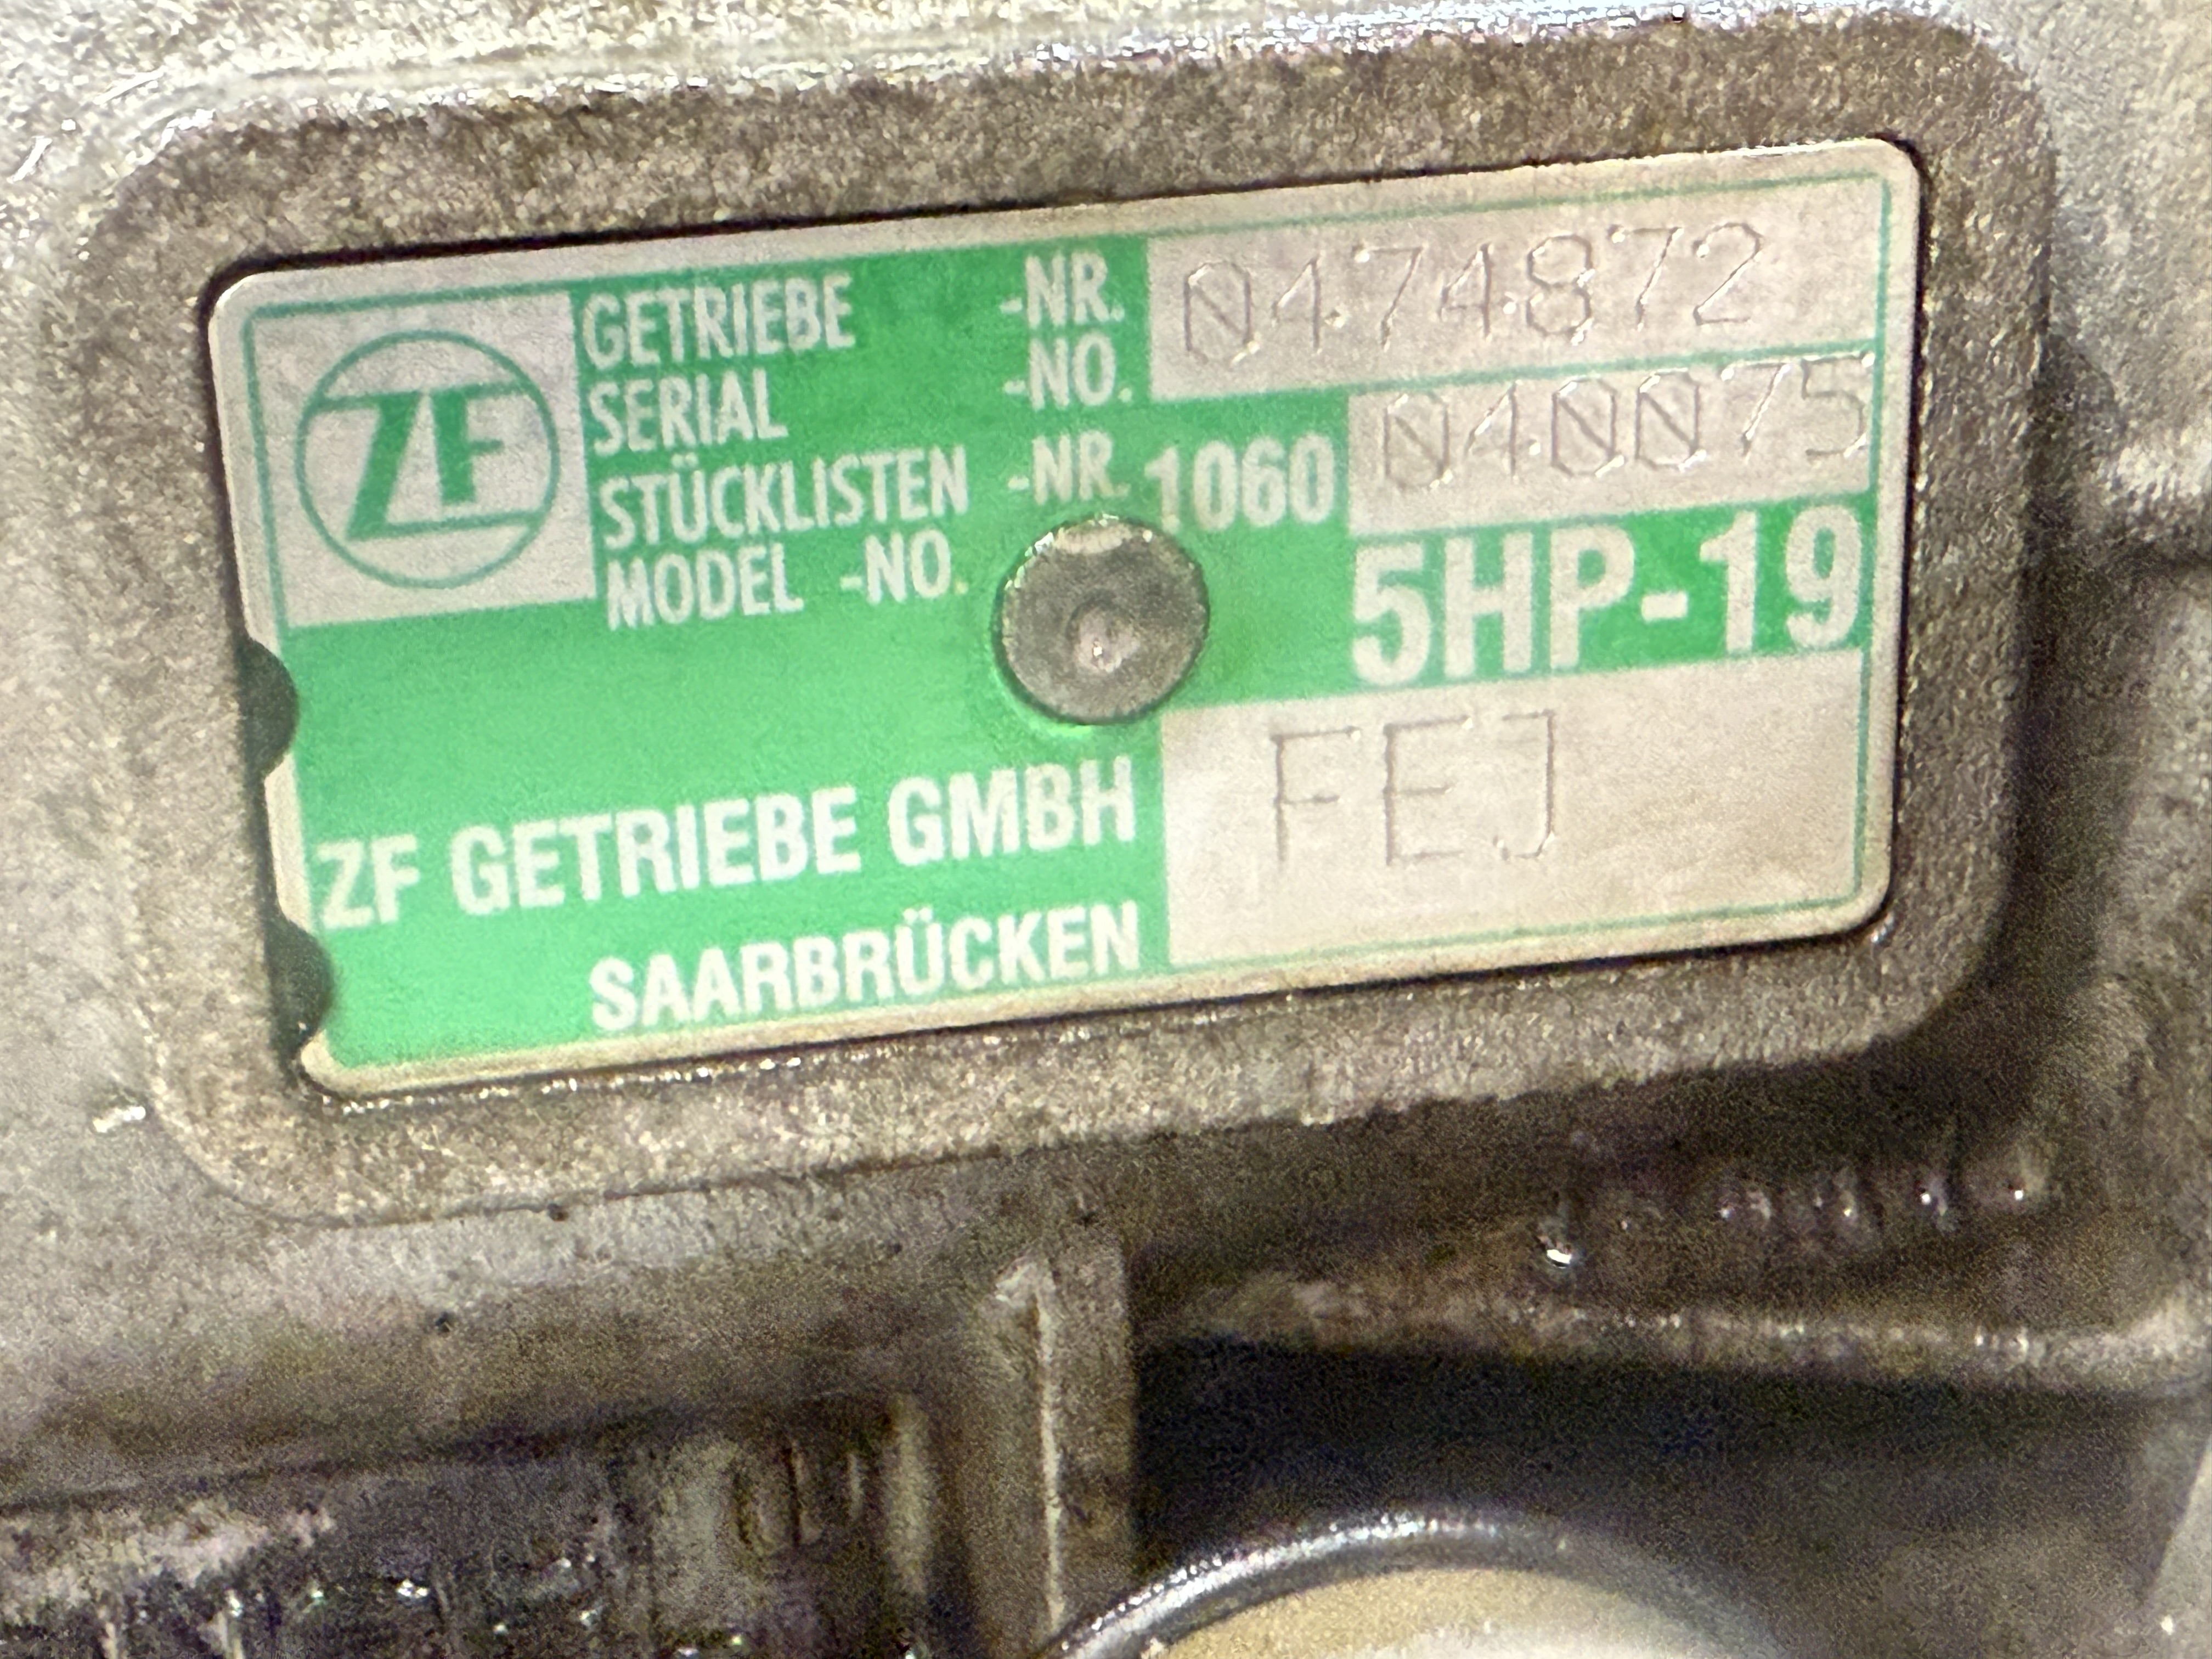 ZF
GETRIEBE -NR. 0474872
SERIAL -NO.
STÜCKLISTEN -NR. 1060 040075
MODEL -NO.
5HP-19
FEJ
ZF GETRIEBE GMBH
SAARBRÜCKEN